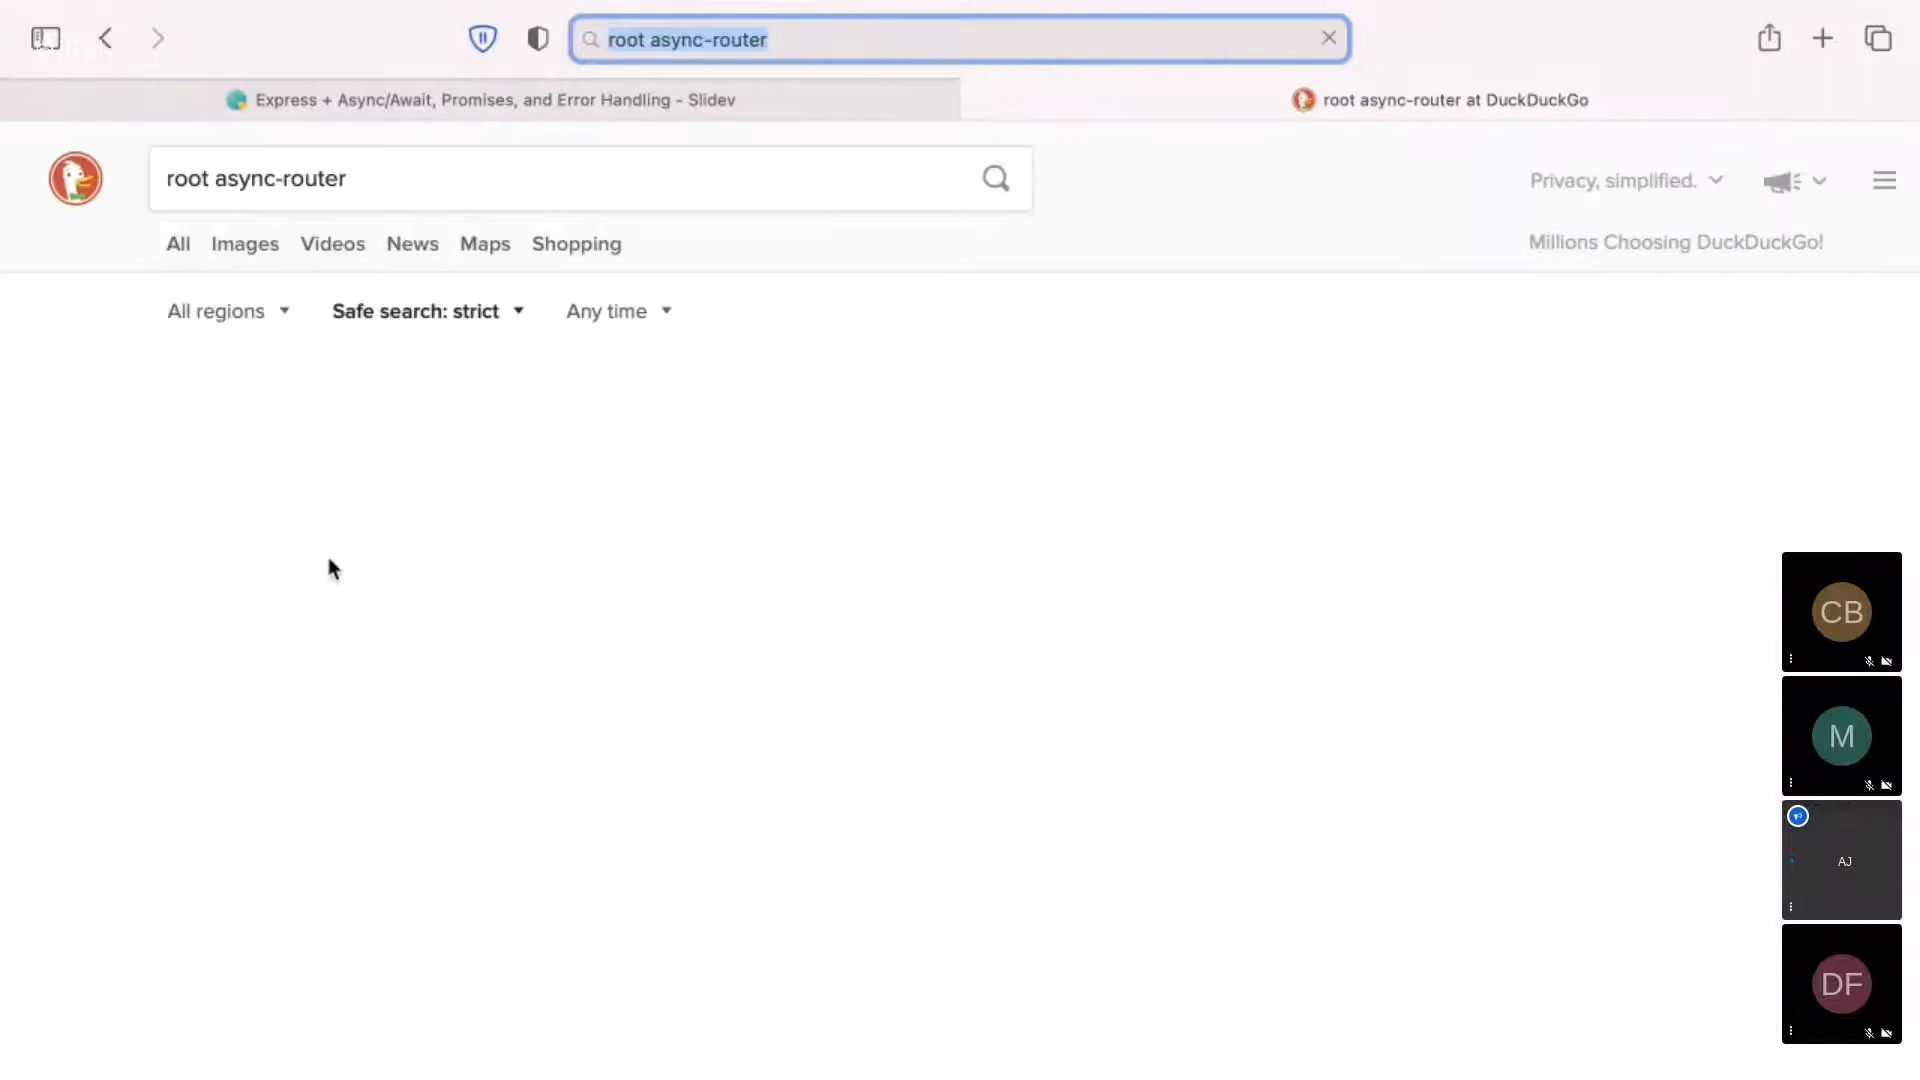 root async-router
Express + Async/Await, Promises, and Error Handling - Slidev
root async-router at DuckDuckGo
root async-router
Privacy, simplified.
All Images Videos News Maps Shopping
Millions Choosing DuckDuckGo!
All regions Safe search: strict Any time
CB
M
AJ
DF